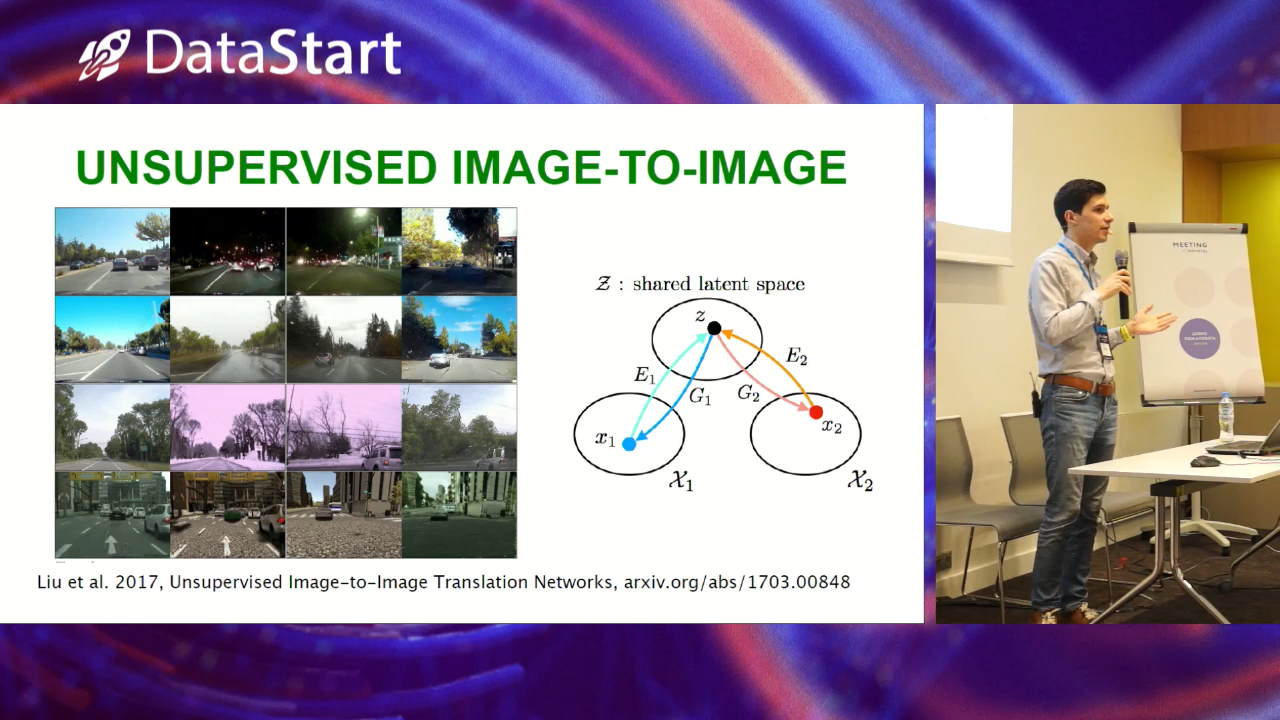 DataStart
UNSUPERVISED IMAGE-TO-IMAGE
Z : shared latent space
z
E1
G1
G2
E2
x1
x2
X1
X2
Liu et al. 2017, Unsupervised Image-to-Image Translation Networks, arxiv.org/abs/1703.00848
MEETING